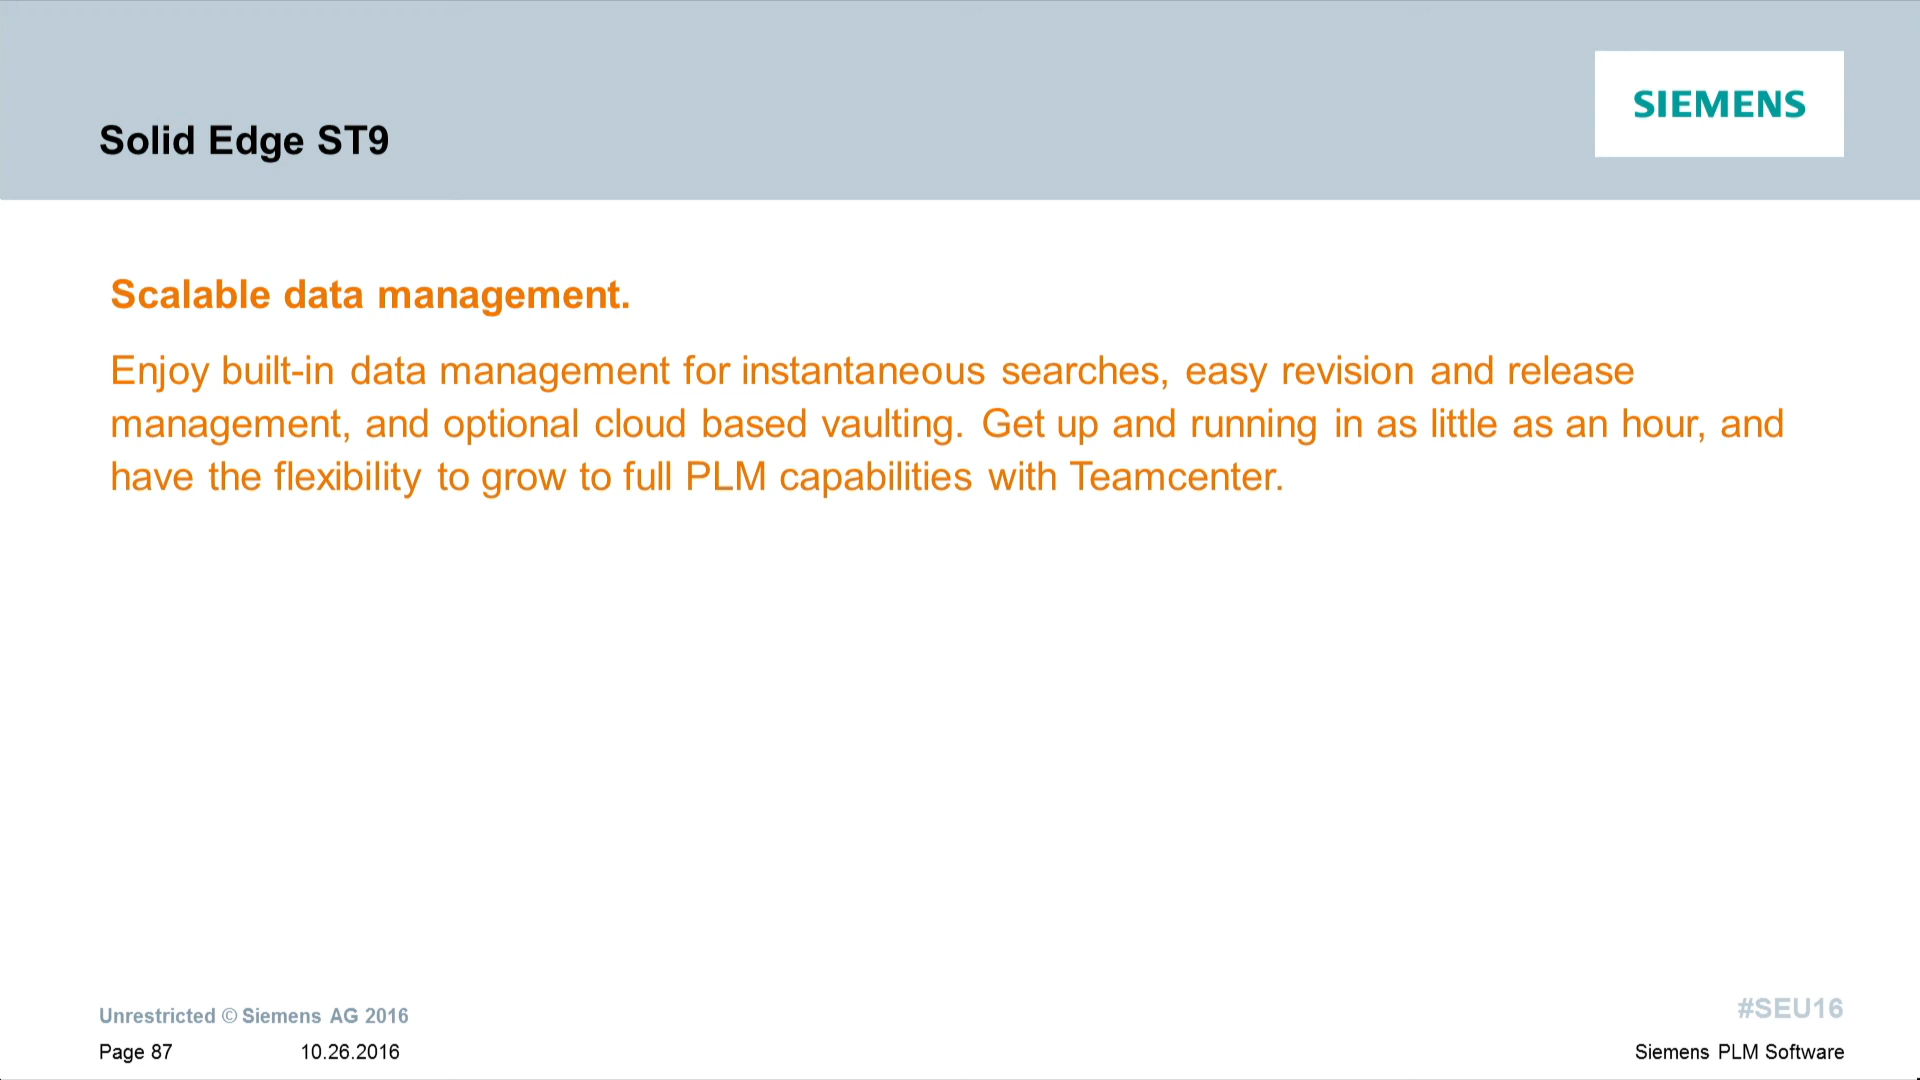 SIEMENS
Solid Edge ST9
Scalable data management.
Enjoy built-in data management for instantaneous searches, easy revision and release
management, and optional cloud based vaulting. Get up and running in as little as an hour, and
have the flexibility to grow to full PLM capabilities with Teamcenter.
Unrestricted © Siemens AG 2016
#SEU16
Page 87 10.26.2016
Siemens PLM Software